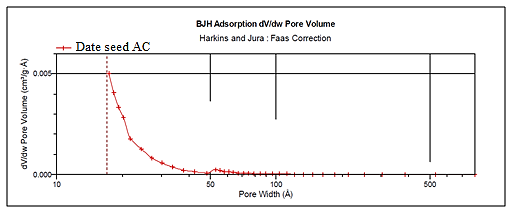 BJH Adsorption dV/dw Pore Volume
Harkins and Jura : Faas Correction
Date seed AC
dV/dw Pore Volume (cm³/g·Å)
0.005
0.000
10
50
100
500
Pore Width (Å)